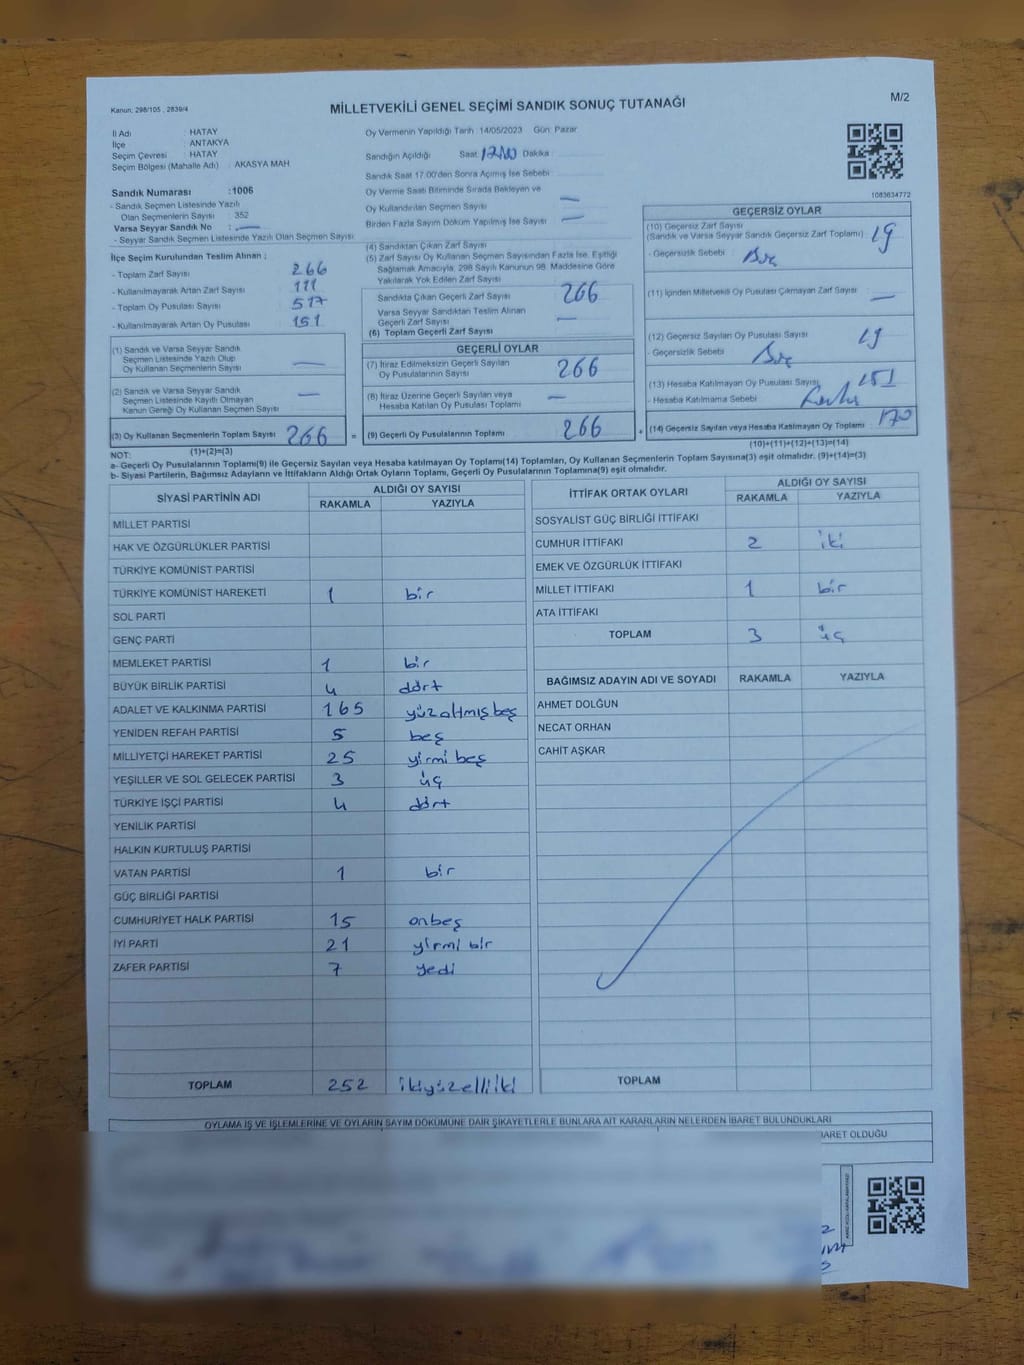 M/2
Kanun: 298/105 , 2839/4
MİLLETVEKİLİ GENEL SEÇİMİ SANDIK SONUÇ TUTANAĞI
İl Adı : HATAY
İlçe : ANTAKYA
Seçim Çevresi : HATAY
Seçim Bölgesi (Mahalle Adı) : AKASYA MAH
Sandık Numarası : 1006
- Sandık Seçmen Listesinde Yazılı
Olan Seçmenlerin Sayısı : 352
Varsa Seyyar Sandık No : —
- Seyyar Sandık Seçmen Listesinde Yazılı Olan Seçmen Sayısı
İlçe Seçim Kurulundan Teslim Alınan ;
- Toplam Zarf Sayısı 266
- Kullanılmayarak Artan Zarf Sayısı 111
- Toplam Oy Pusulası Sayısı 517
- Kullanılmayarak Artan Oy Pusulası 151
(1) Sandık ve Varsa Seyyar Sandık
Seçmen Listesinde Yazılı Olup
Oy Kullanan Seçmenlerin Sayısı —
(2) Sandık ve Varsa Seyyar Sandık
Seçmen Listesinde Kayıtlı Olmayan
Kanun Gereği Oy Kullanan Seçmen Sayısı —
(3) Oy Kullanan Seçmenlerin Toplam Sayısı 266
(1)+(2)=(3)
Oy Vermenin Yapıldığı Tarih : 14/05/2023 Gün: Pazar
Sandığın Açıldığı Saat: Dakika :
Sandık Saat 17.00'den Sonra Açımış İse Sebebi :
Oy Verme Saati Bitiminde Sırada Bekleyen ve
Oy Kullandırılan Seçmen Sayısı —
Birden Fazla Sayım Döküm Yapılmış İse Sayısı —
(4) Sandıktan Çıkan Zarf Sayısı
(5) Zarf Sayısı Oy Kullanan Seçmen Sayısından Fazla İse, Eşitliği
Sağlamak Amacıyla, 298 Sayılı Kanunun 98. Maddesine Göre
Yakılarak Yok Edilen Zarf Sayısı
Sandıkta Çıkan Geçerli Zarf Sayısı 266
Varsa Seyyar Sandıktan Teslim Alınan
Geçerli Zarf Sayısı —
(6) Toplam Geçerli Zarf Sayısı
GEÇERLİ OYLAR
(7) İtiraz Edilmeksizin Geçerli Sayılan
Oy Pusulalarının Sayısı 266
(8) İtiraz Üzerine Geçerli Sayılan veya
Hesaba Katılan Oy Pusulası Toplamı —
= (9) Geçerli Oy Pusulalarının Toplamı 266
1083634772
GEÇERSİZ OYLAR
(10) Geçersiz Zarf Sayısı
(Sandık ve Varsa Seyyar Sandık Geçersiz Zarf Toplamı) 19
- Geçersizlik Sebebi :
(11) İçinden Milletvekili Oy Pusulası Çıkmayan Zarf Sayısı : —
(12) Geçersiz Sayılan Oy Pusulası Sayısı 19
- Geçersizlik Sebebi
(13) Hesaba Katılmayan Oy Pusulası Sayısı 151
- Hesaba Katılmama Sebebi
+ (14) Geçersiz Sayılan veya Hesaba Katılmayan Oy Toplamı : 170
(10)+(11)+(12)+(13)=(14)
NOT:
a- Geçerli Oy Pusulalarının Toplamı(9) ile Geçersiz Sayılan veya Hesaba katılmayan Oy Toplamı(14) Toplamları, Oy Kullanan Seçmenlerin Toplam Sayısına(3) eşit olmalıdır. (9)+(14)=(3)
b- Siyasi Partilerin, Bağımsız Adayların ve İttifakların Aldığı Ortak Oyların Toplamı, Geçerli Oy Pusulalarının Toplamına(9) eşit olmalıdır.
SİYASİ PARTİNİN ADI ALDIĞI OY SAYISI
RAKAMLA YAZIYLA
MİLLET PARTİSİ
HAK VE ÖZGÜRLÜKLER PARTİSİ
TÜRKİYE KOMÜNİST PARTİSİ
TÜRKİYE KOMÜNİST HAREKETİ 1 bir
SOL PARTİ
GENÇ PARTİ
MEMLEKET PARTİSİ 1 bir
BÜYÜK BİRLİK PARTİSİ 4 dört
ADALET VE KALKINMA PARTİSİ 165 yüzaltmışbeş
YENİDEN REFAH PARTİSİ 5 beş
MİLLİYETÇİ HAREKET PARTİSİ 25 yirmi beş
YEŞİLLER VE SOL GELECEK PARTİSİ 3 üç
TÜRKİYE İŞÇİ PARTİSİ 4 dört
YENİLİK PARTİSİ
HALKIN KURTULUŞ PARTİSİ
VATAN PARTİSİ 1 bir
GÜÇ BİRLİĞİ PARTİSİ
CUMHURİYET HALK PARTİSİ 15 onbeş
İYİ PARTİ 21 yirmi bir
ZAFER PARTİSİ 7 yedi
TOPLAM 252 ikiyüzelliİki
İTTİFAK ORTAK OYLARI ALDIĞI OY SAYISI
RAKAMLA YAZIYLA
SOSYALİST GÜÇ BİRLİĞİ İTTİFAKI
CUMHUR İTTİFAKI 2 iki
EMEK VE ÖZGÜRLÜK İTTİFAKI
MİLLET İTTİFAKI 1 bir
ATA İTTİFAKI
TOPLAM 3 üç
BAĞIMSIZ ADAYIN ADI VE SOYADI RAKAMLA YAZIYLA
AHMET DOLĞUN
NECAT ORHAN
CAHİT AŞKAR
TOPLAM
OYLAMA İŞ VE İŞLEMLERİNE VE OYLARIN SAYIM DÖKÜMÜNE DAİR ŞİKAYETLERLE BUNLARA AİT KARARLARIN NELERDEN İBARET BULUNDUKLARI
BARET OLDUĞU